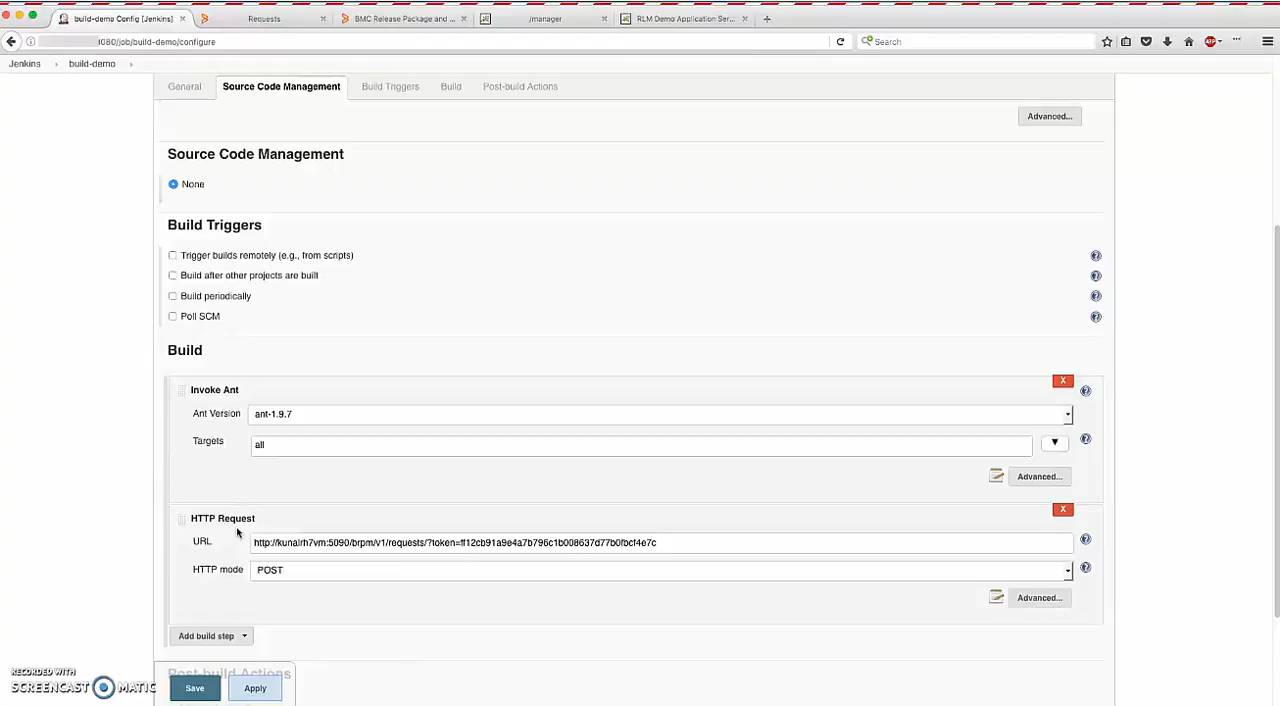 build-demo Config [Jenkins] × Requests × BMC Release Package and ... × /manager × RLM Demo Application Ser... × +
i080/job/build-demo/configure Search
Jenkins › build-demo ›
General Source Code Management Build Triggers Build Post-build Actions
Advanced...
Source Code Management
None
Build Triggers
Trigger builds remotely (e.g., from scripts)
Build after other projects are built
Build periodically
Poll SCM
Build
Invoke Ant X
Ant Version ant-1.9.7
Targets all
Advanced...
HTTP Request X
URL http://kunalrh7vm:5090/brpm/v1/requests/?token=ff12cb91a9e4a7b796c1b008637d77b0fbcf4e7c
HTTP mode POST
Advanced...
Add build step
Post-build Actions
Save Apply
RECORDED WITH
SCREENCAST MATIC